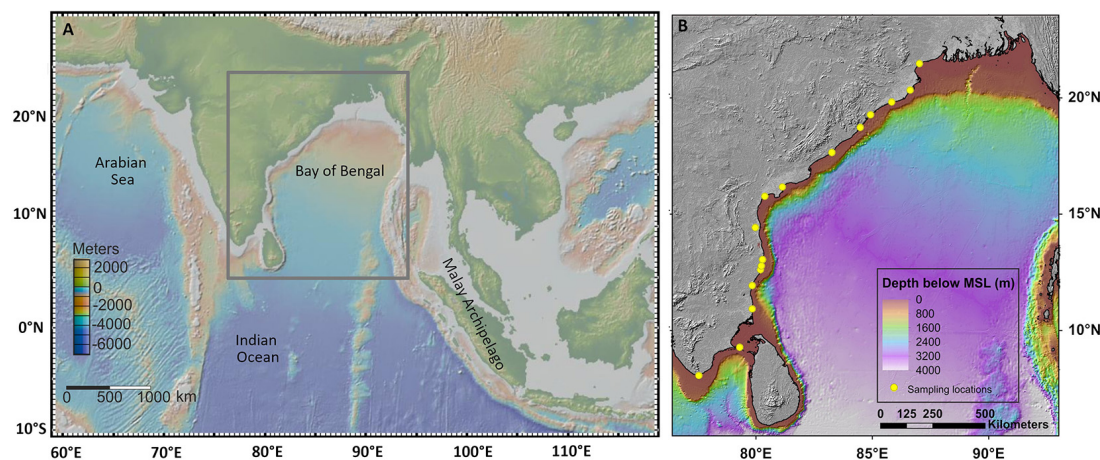 A
20°N
10°N
0°N
10°S
60°E
70°E
80°E
90°E
100°E
110°E
Arabian
Sea
Bay of Bengal
Indian
Ocean
Malay Archipelago
Meters
2000
0
-2000
-4000
-6000
0
500
1000 km
B
20°N
15°N
10°N
80°E
85°E
90°E
Depth below MSL (m)
0
800
1600
2400
3200
4000
Sampling locations
0 125 250 500
Kilometers